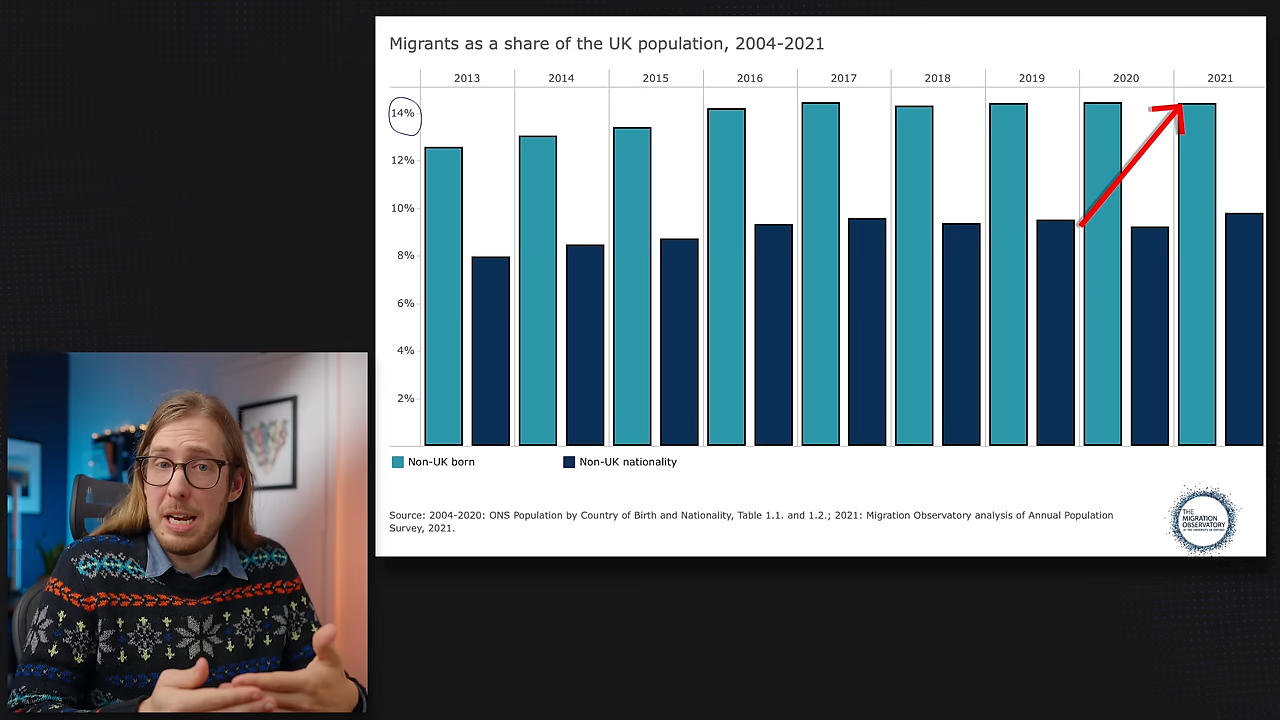 Migrants as a share of the UK population, 2004-2021
2013 2014 2015 2016 2017 2018 2019 2020 2021
14%
12%
10%
8%
6%
4%
2%
Non-UK born Non-UK nationality
Source: 2004-2020: ONS Population by Country of Birth and Nationality, Table 1.1. and 1.2.; 2021: Migration Observatory analysis of Annual Population
Survey, 2021.
THE
MIGRATION
OBSERVATORY